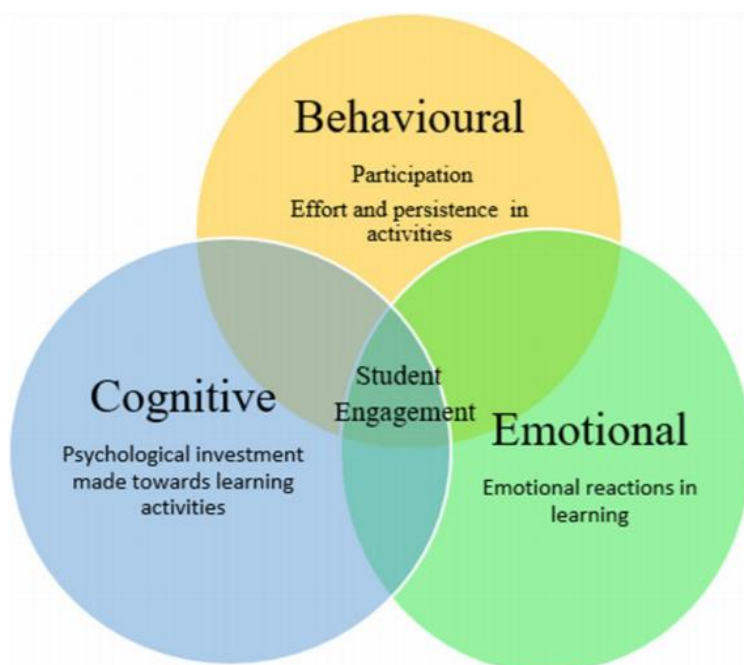 Behavioural
Participation
Effort and persistence in
activities
Student
Engagement
Cognitive
Psychological investment
made towards learning
activities
Emotional
Emotional reactions in
learning